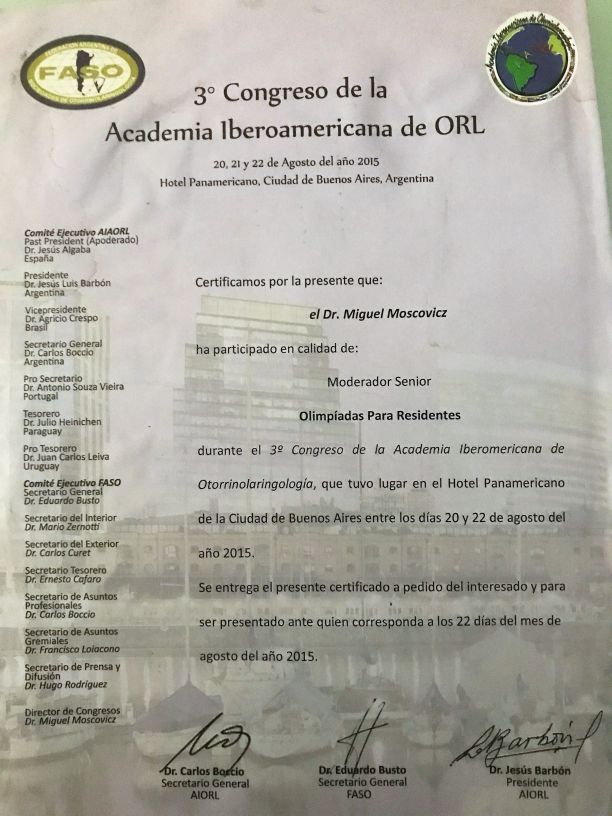 FEDERACION ARGENTINA DE
FASO
Academia Iberoamericana de Otorrinolaringología
3° Congreso de la
Academia Iberoamericana de ORL
20, 21 y 22 de Agosto del año 2015
Hotel Panamericano, Ciudad de Buenos Aires, Argentina
Comité Ejecutivo AIAORL
Past President (Apoderado)
Dr. Jesús Algaba
España
Presidente
Dr. Jesús Luis Barbón
Argentina
Vicepresidente
Dr. Agricio Crespo
Brasil
Secretario General
Dr. Carlos Boccio
Argentina
Pro Secretario
Dr. Antonio Souza Vieira
Portugal
Tesorero
Dr. Julio Heinichen
Paraguay
Pro Tesorero
Dr. Juan Carlos Leiva
Uruguay
Comité Ejecutivo FASO
Secretario General
Dr. Eduardo Busto
Secretario del Interior
Dr. Mario Zernotti
Secretario del Exterior
Dr. Carlos Curet
Secretario Tesorero
Dr. Ernesto Cafaro
Secretario de Asuntos
Profesionales
Dr. Carlos Boccio
Secretario de Asuntos
Gremiales
Dr. Francisco Loiacono
Secretario de Prensa y
Difusión
Dr. Hugo Rodriguez
Director de Congresos
Dr. Miguel Moscovicz
Certificamos por la presente que:
el Dr. Miguel Moscovicz
ha participado en calidad de:
Moderador Senior
Olimpíadas Para Residentes
durante el 3º Congreso de la Academia Iberomericana de
Otorrinolaringología, que tuvo lugar en el Hotel Panamericano
de la Ciudad de Buenos Aires entre los días 20 y 22 de agosto del
año 2015.
Se entrega el presente certificado a pedido del interesado y para
ser presentado ante quien corresponda a los 22 días del mes de
agosto del año 2015.
Dr. Carlos Boccio
Secretario General
AIORL
Dr. Eduardo Busto
Secretario General
FASO
Dr. Jesús Barbón
Presidente
AIORL